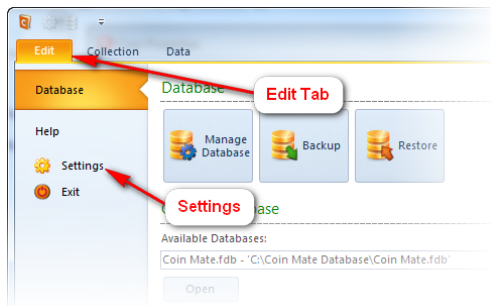 Edit Collection Data
Database
Database
Edit Tab
Help
Manage
Database
Backup
Restore
Settings
Exit
Settings
ase
Available Databases:
Coin Mate.fdb - 'C:\Coin Mate Database\Coin Mate.fdb'
Open